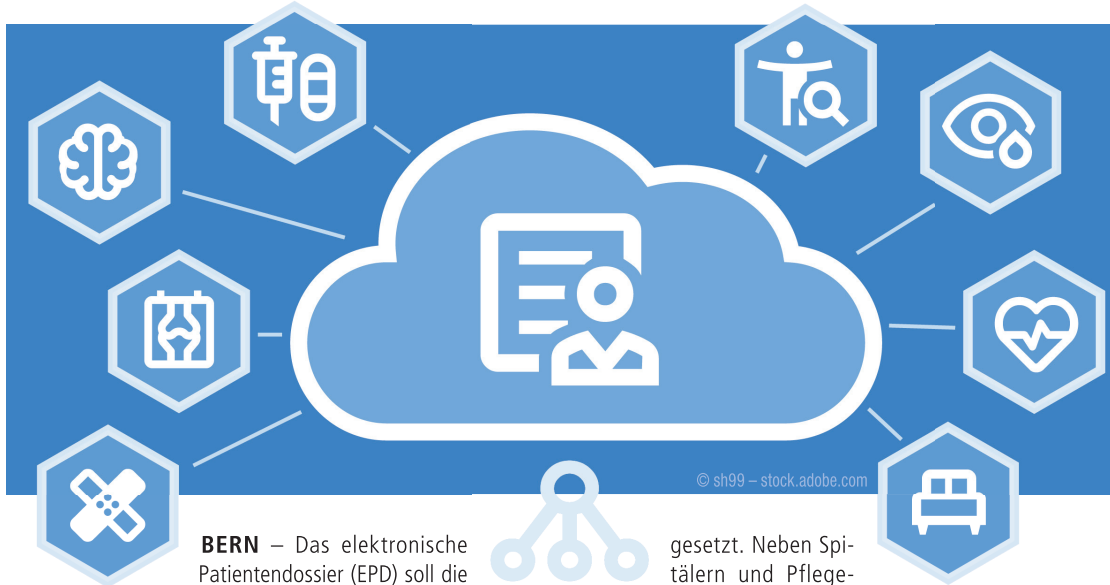 © sh99 – stock.adobe.com
BERN – Das elektronische
Patientendossier (EPD) soll die
gesetzt. Neben Spi-
tälern und Pflege-